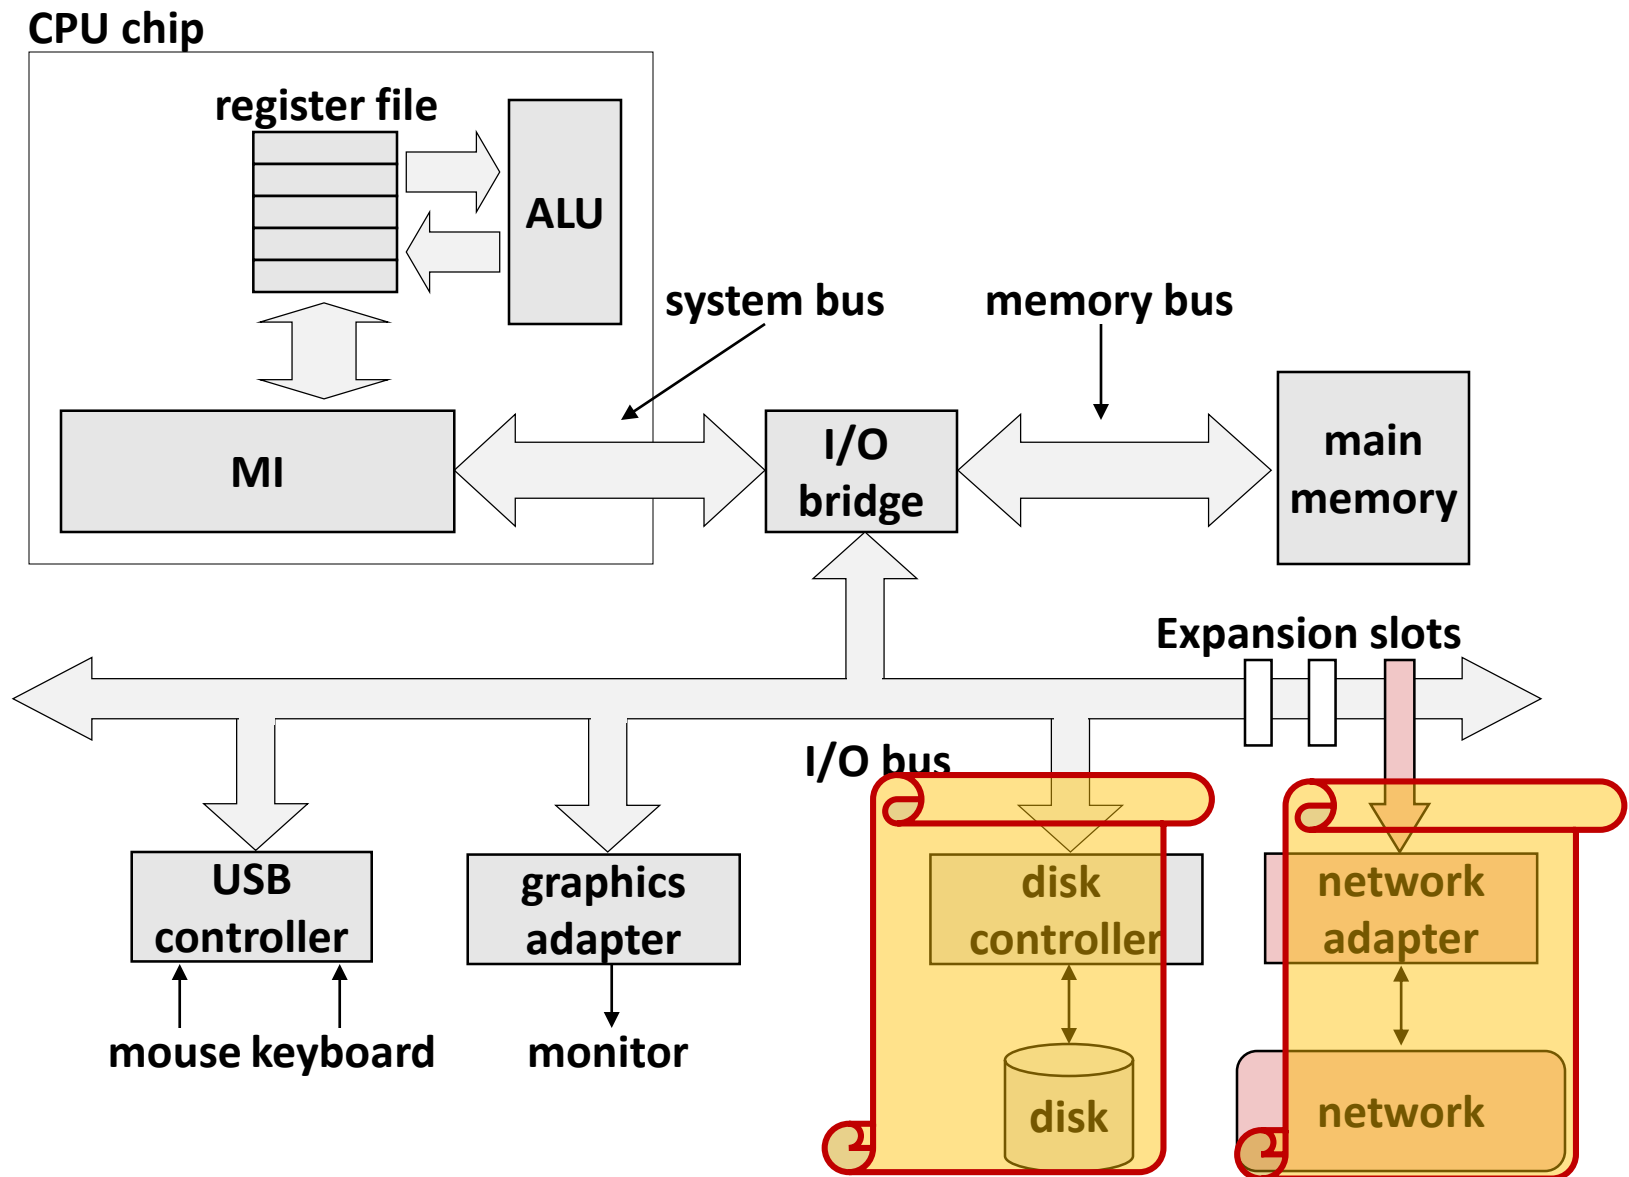 CPU chip
register file
ALU
system bus
memory bus
MI
I/O
bridge
main
memory
Expansion slots
I/O bus
USB
controller
graphics
adapter
disk
controller
network
adapter
mouse keyboard
monitor
disk
network